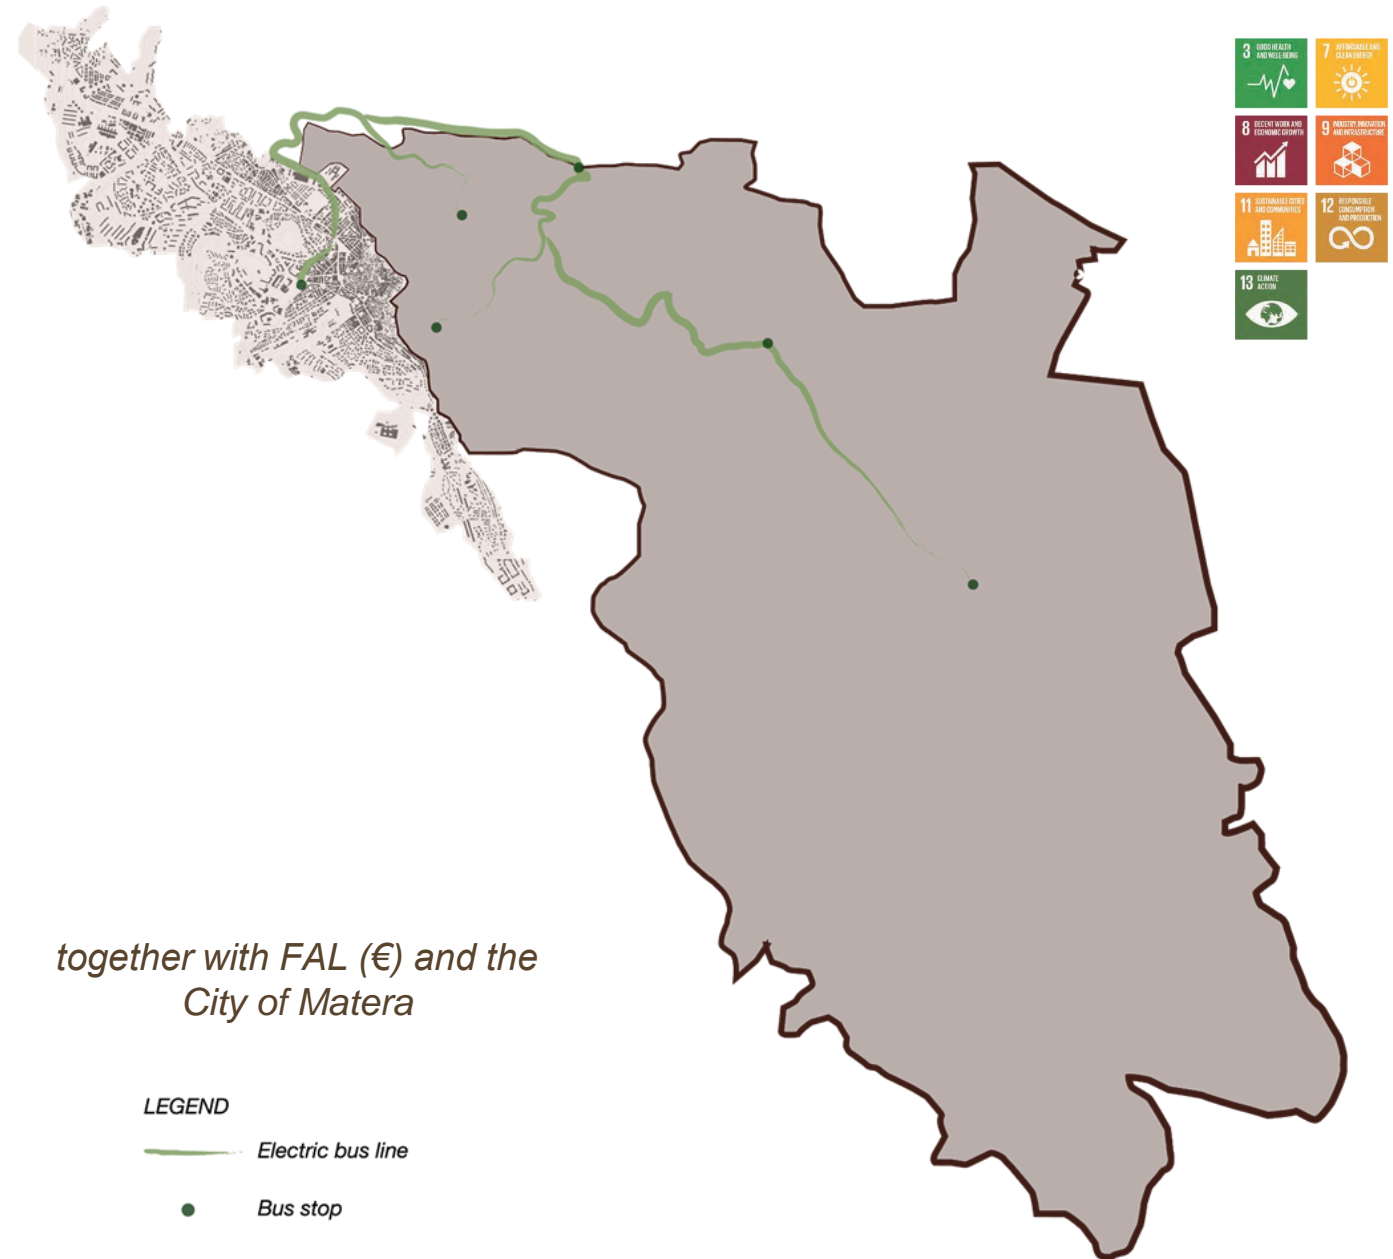 3 GOOD HEALTH
AND WELL-BEING
7 AFFORDABLE AND
CLEAN ENERGY
8 DECENT WORK AND
ECONOMIC GROWTH
9 INDUSTRY, INNOVATION
AND INFRASTRUCTURE
11 SUSTAINABLE CITIES
AND COMMUNITIES
12 RESPONSIBLE
CONSUMPTION
AND PRODUCTION
13 CLIMATE
ACTION
together with FAL (€) and the
City of Matera
LEGEND
Electric bus line
Bus stop